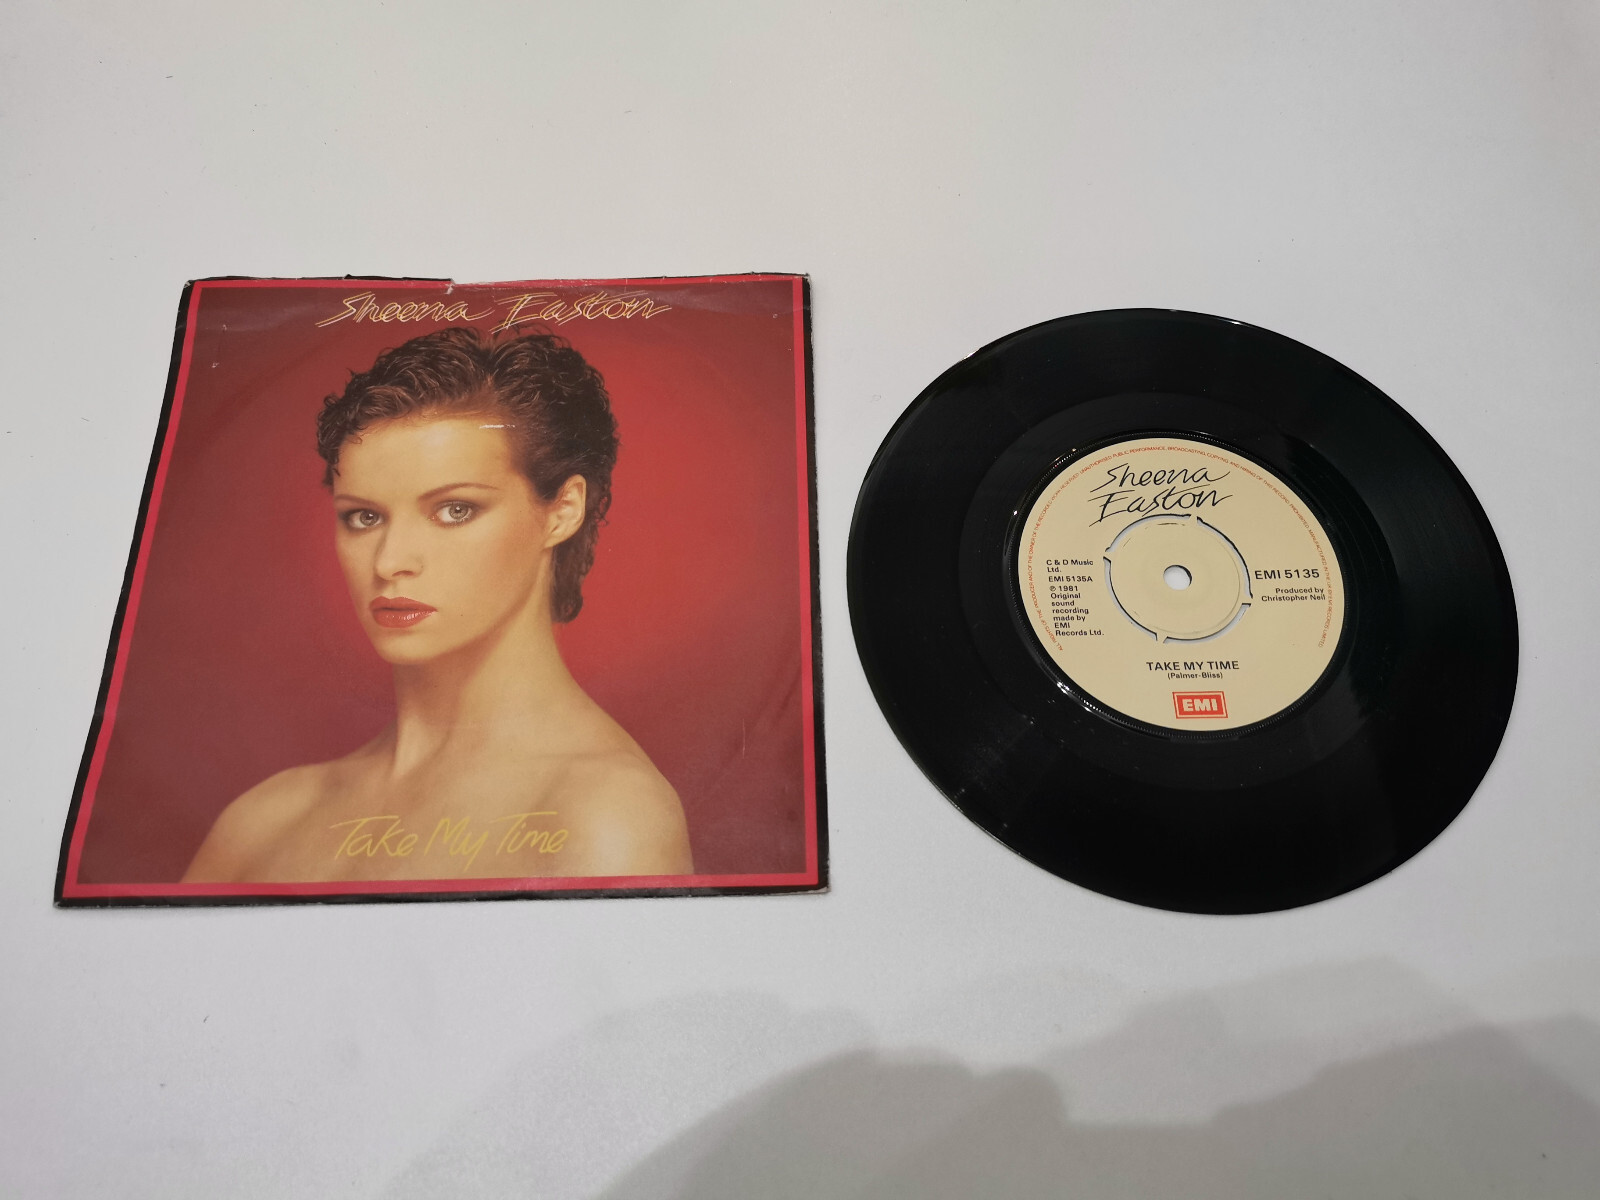 Sheena Easton
Take My Time
Sheena
Easton
C & D Music
Ltd.
EMI 5135A
℗ 1981
Original
sound
recording
made by
EMI
Records Ltd.
EMI 5135
Produced by
Christopher Neil
TAKE MY TIME
(Palmer-Bliss)
EMI